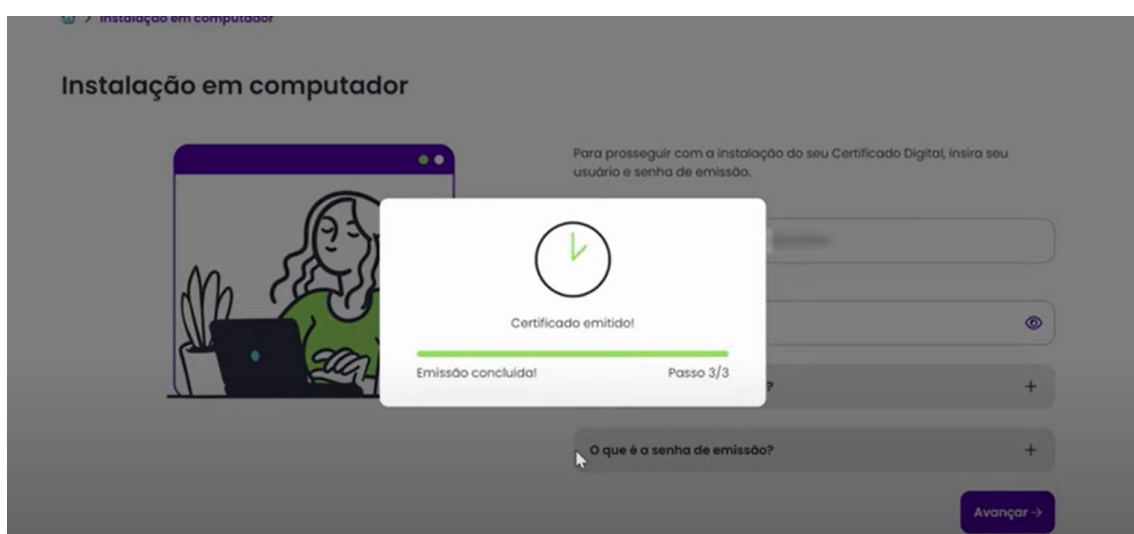 > Instalação em computador
Instalação em computador
Para prosseguir com a instalação do seu Certificado Digital, insira seu
usuário e senha de emissão.
Certificado emitido!
Emissão concluída!
Passo 3/3
?
+
O que é a senha de emissão?
+
Avançar →